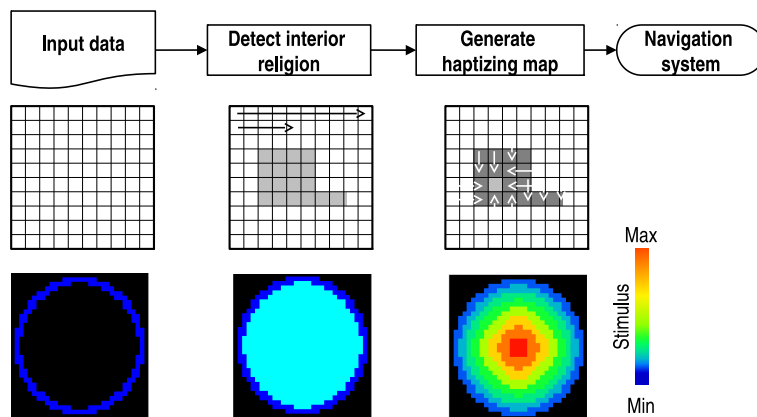 Input data
Detect interior
religion
Generate
haptizing map
Navigation
system
Max
Stimulus
Min